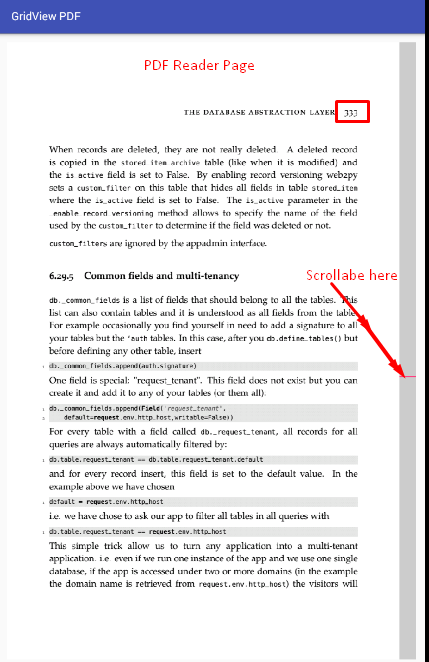 GridView PDF
PDF Reader Page
THE DATABASE ABSTRACTION LAYER 333
When records are deleted, they are not really deleted. A deleted record
is copied in the stored_item_archive table (like when it is modified) and
the is_active field is set to False. By enabling record versioning web2py
sets a custom_filter on this table that hides all fields in table stored_item
where the is_active field is set to False. The is_active parameter in the
_enable_record_versioning method allows to specify the name of the field
used by the custom_filter to determine if the field was deleted or not.
custom_filters are ignored by the appadmin interface.
6.29.5 Common fields and multi-tenancy
Scrollabe here
db._common_fields is a list of fields that should belong to all the tables. This
list can also contain tables and it is understood as all fields from the table.
For example occasionally you find yourself in need to add a signature to all
your tables but the 'auth tables. In this case, after you db.define_tables() but
before defining any other table, insert
1 db._common_fields.append(auth.signature)
One field is special: "request_tenant". This field does not exist but you can
create it and add it to any of your tables (or them all):
1 db._common_fields.append(Field('request_tenant',
2 default=request.env.http_host,writable=False))
For every table with a field called db._request_tenant, all records for all
queries are always automatically filtered by:
1 db.table.request_tenant == db.table.request_tenant.default
and for every record insert, this field is set to the default value. In the
example above we have chosen
1 default = request.env.http_host
i.e. we have chose to ask our app to filter all tables in all queries with
1 db.table.request_tenant == request.env.http_host
This simple trick allow us to turn any application into a multi-tenant
application. i.e. even if we run one instance of the app and we use one single
database, if the app is accessed under two or more domains (in the example
the domain name is retrieved from request.env.http_host) the visitors will